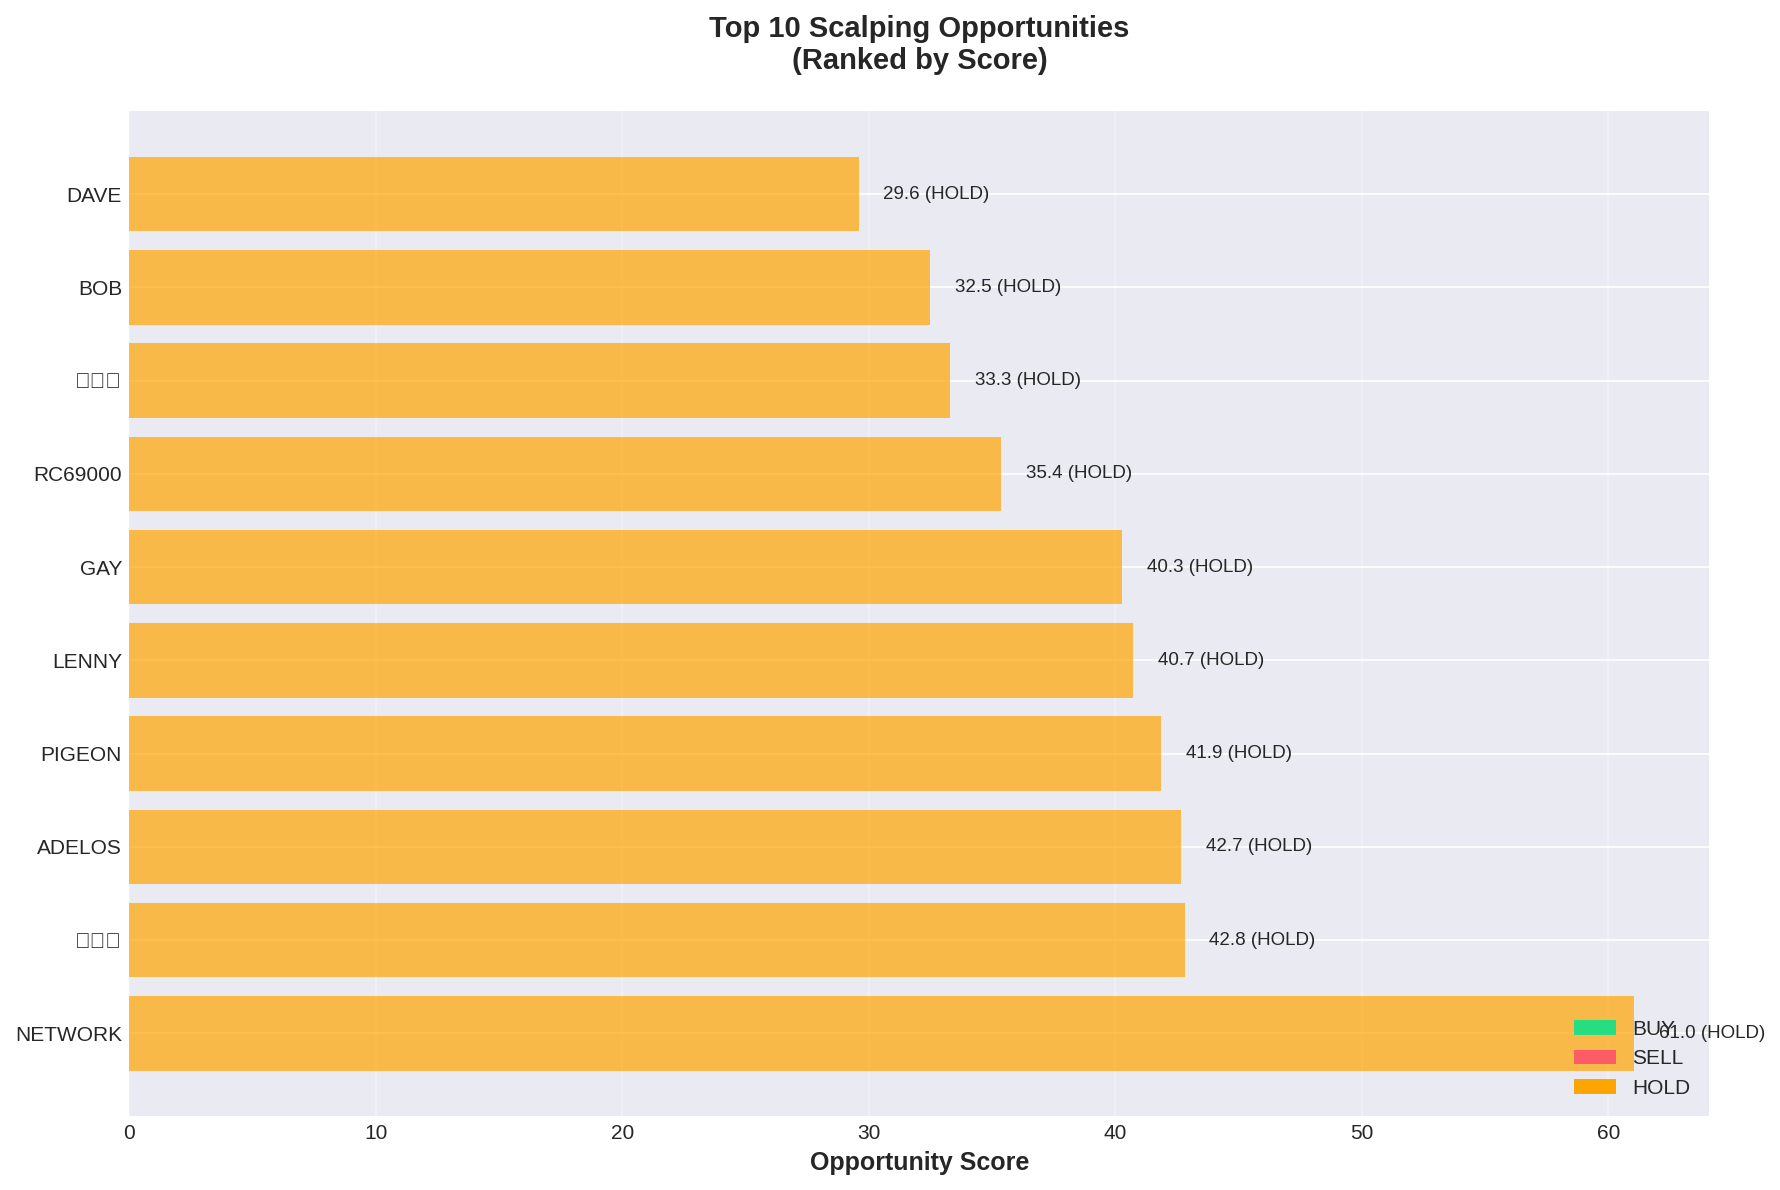 Top 10 Scalping Opportunities
(Ranked by Score)
DAVE 29.6 (HOLD)
BOB 32.5 (HOLD)
33.3 (HOLD)
RC69000 35.4 (HOLD)
GAY 40.3 (HOLD)
LENNY 40.7 (HOLD)
PIGEON 41.9 (HOLD)
ADELOS 42.7 (HOLD)
42.8 (HOLD)
NETWORK 61.0 (HOLD)
BUY
SELL
HOLD
0 10 20 30 40 50 60
Opportunity Score